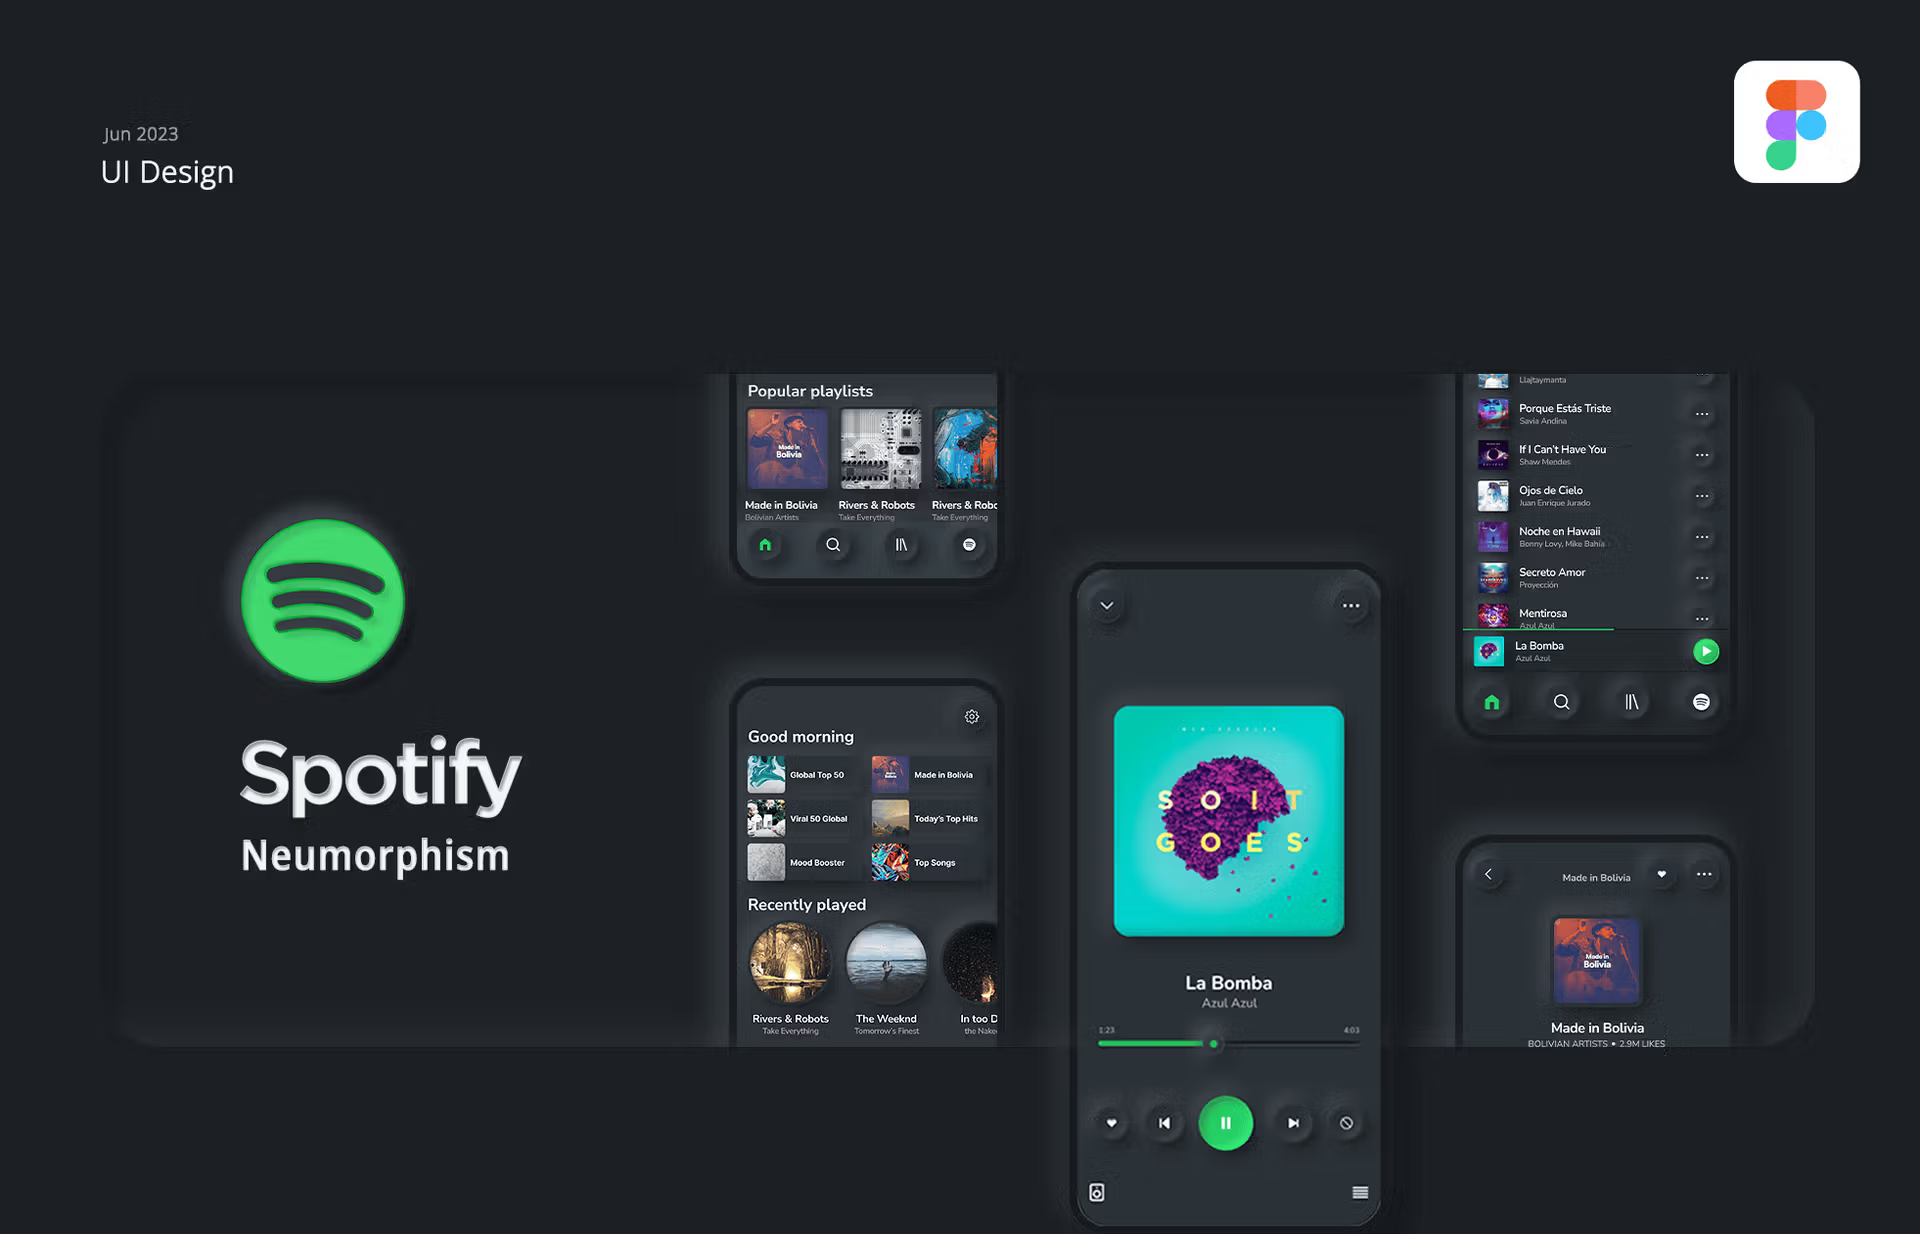 Jun 2023
UI Design
Spotify
Neumorphism
Popular playlists
Made in
Bolivia
Made in Bolivia
Bolivian Artists
Rivers & Robots
Take Everything
Rivers & Robo
Take Everything
Good morning
Global Top 50
Made in Bolivia
Viral 50 Global
Today's Top Hits
Mood Booster
Top Songs
Recently played
Rivers & Robots
Take Everything
The Weeknd
Tomorrow's Finest
In too D
the Nake
SO IT
GOES
La Bomba
Azul Azul
1:23
4:03
Llajtaymanta
Porque Estás Triste
Savia Andina
If I Can't Have You
Shaw Mendes
Ojos de Cielo
Juan Enrique Jurado
Noche en Hawaii
Bonny Lovy, Mike Bahía
Secreto Amor
Proyección
Mentirosa
Azul Azul
La Bomba
Azul Azul
Made in Bolivia
Made in
Bolivia
Made in Bolivia
BOLIVIAN ARTISTS • 2.9M LIKES